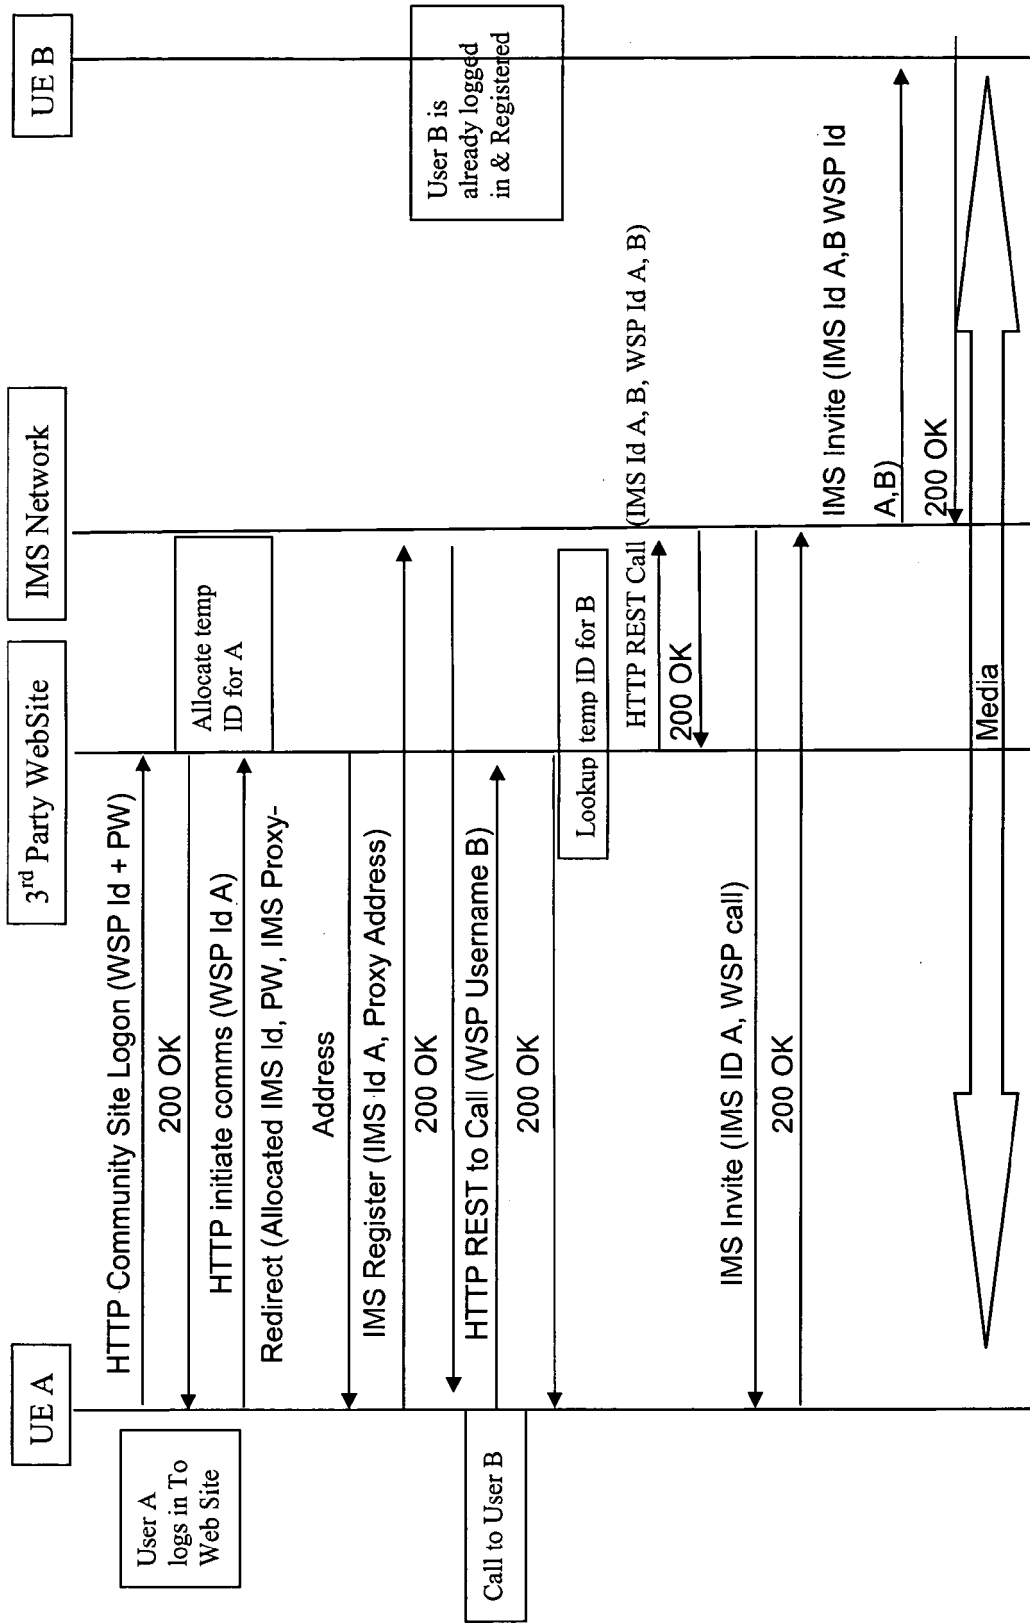 UE A
3rd Party WebSite
IMS Network
UE B
User A
logs in To
Web Site
HTTP Community Site Logon (WSP Id + PW)
200 OK
Allocate temp
ID for A
HTTP initiate comms (WSP Id A)
Redirect (Allocated IMS Id, PW, IMS Proxy-
Address
IMS Register (IMS Id A, Proxy Address)
200 OK
User B is
already logged
in & Registered
Call to User B
HTTP REST to Call (WSP Username B)
200 OK
Lookup temp ID for B
HTTP REST Call (IMS Id A, B, WSP Id A, B)
200 OK
IMS Invite (IMS ID A, WSP call)
200 OK
IMS Invite (IMS Id A,B WSP Id
A,B)
200 OK
Media